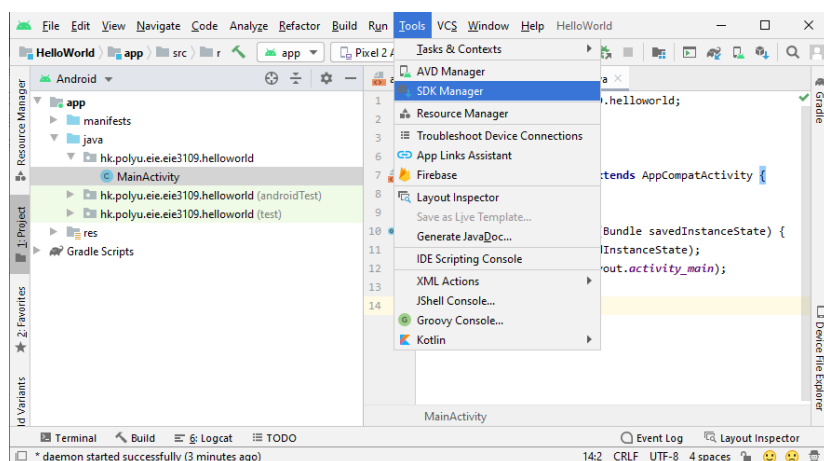 File Edit View Navigate Code Analyze Refactor Build Run Tools VCS Window Help HelloWorld
HelloWorld app src r app Pixel 2 A
Android
Resource Manager
1: Project
2: Favorites
ld Variants
app
manifests
java
hk.polyu.eie.eie3109.helloworld
MainActivity
hk.polyu.eie.eie3109.helloworld (androidTest)
hk.polyu.eie.eie3109.helloworld (test)
res
Gradle Scripts
Tasks & Contexts
AVD Manager
SDK Manager
Resource Manager
Troubleshoot Device Connections
App Links Assistant
Firebase
Layout Inspector
Save as Live Template...
Generate JavaDoc...
IDE Scripting Console
XML Actions
JShell Console...
Groovy Console...
Kotlin
1 .helloworld;
2
3
6
7 tends AppCompatActivity {
8
9
10 (Bundle savedInstanceState) {
11 InstanceState);
12 yout.activity_main);
13
14
MainActivity
Gradle
Device File Explorer
Terminal Build 6: Logcat TODO Event Log Layout Inspector
* daemon started successfully (3 minutes ago) 14:2 CRLF UTF-8 4 spaces